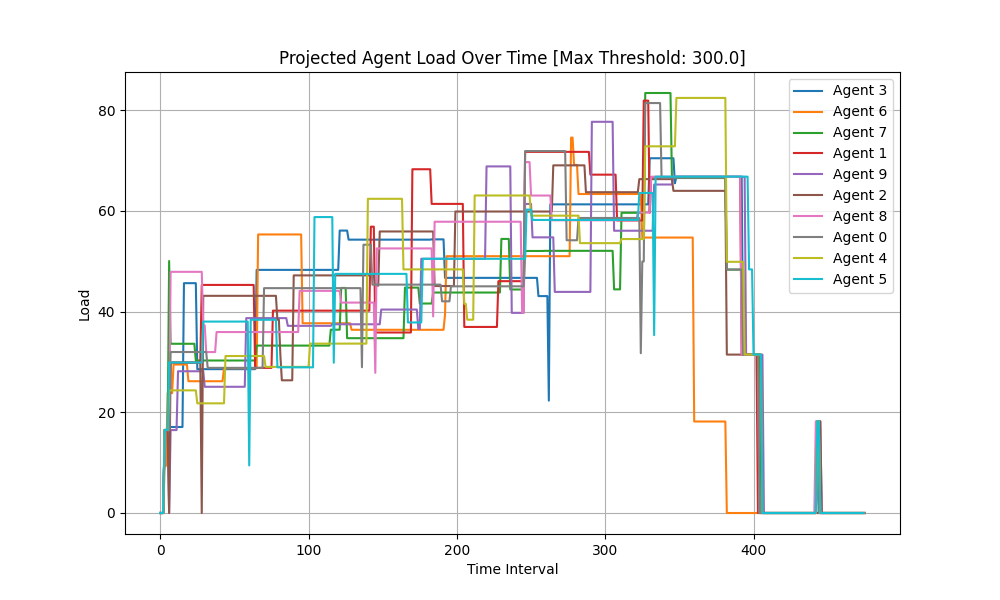 Projected Agent Load Over Time [Max Threshold: 300.0]
Load
80
60
40
20
0
0 100 200 300 400
Time Interval
Agent 3
Agent 6
Agent 7
Agent 1
Agent 9
Agent 2
Agent 8
Agent 0
Agent 4
Agent 5